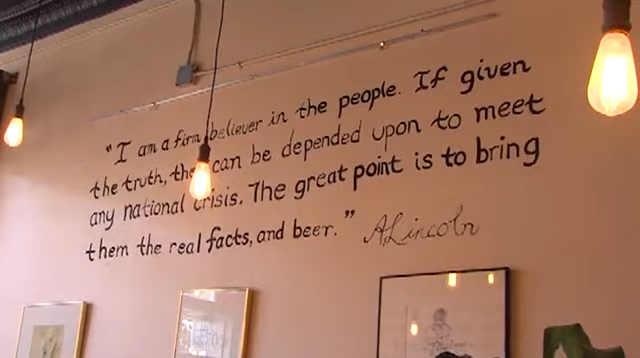 "I am a firm believer in the people. If given
the truth, they can be depended upon to meet
any national crisis. The great point is to bring
them the real facts, and beer."  A.Lincoln